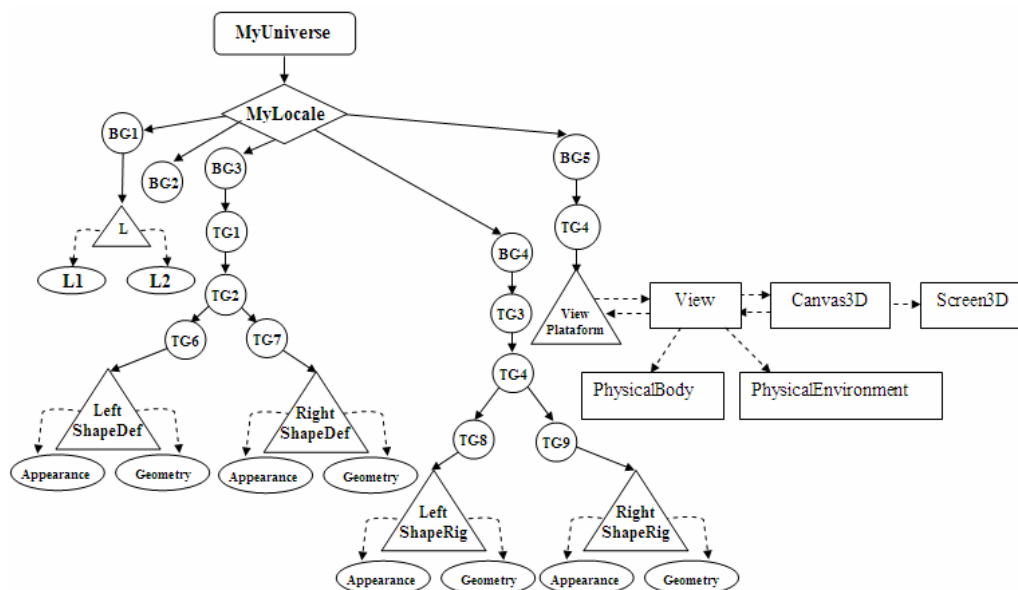 MyUniverse
MyLocale
BG1
BG2
BG3
BG5
L
TG1
TG4
BG4
L1
L2
TG2
View
Plataform
View
Canvas3D
Screen3D
TG3
TG6
TG7
TG4
PhysicalBody
PhysicalEnvironment
Left
ShapeDef
Right
ShapeDef
TG8
TG9
Appearance
Geometry
Appearance
Geometry
Left
ShapeRig
Right
ShapeRig
Appearance
Geometry
Appearance
Geometry